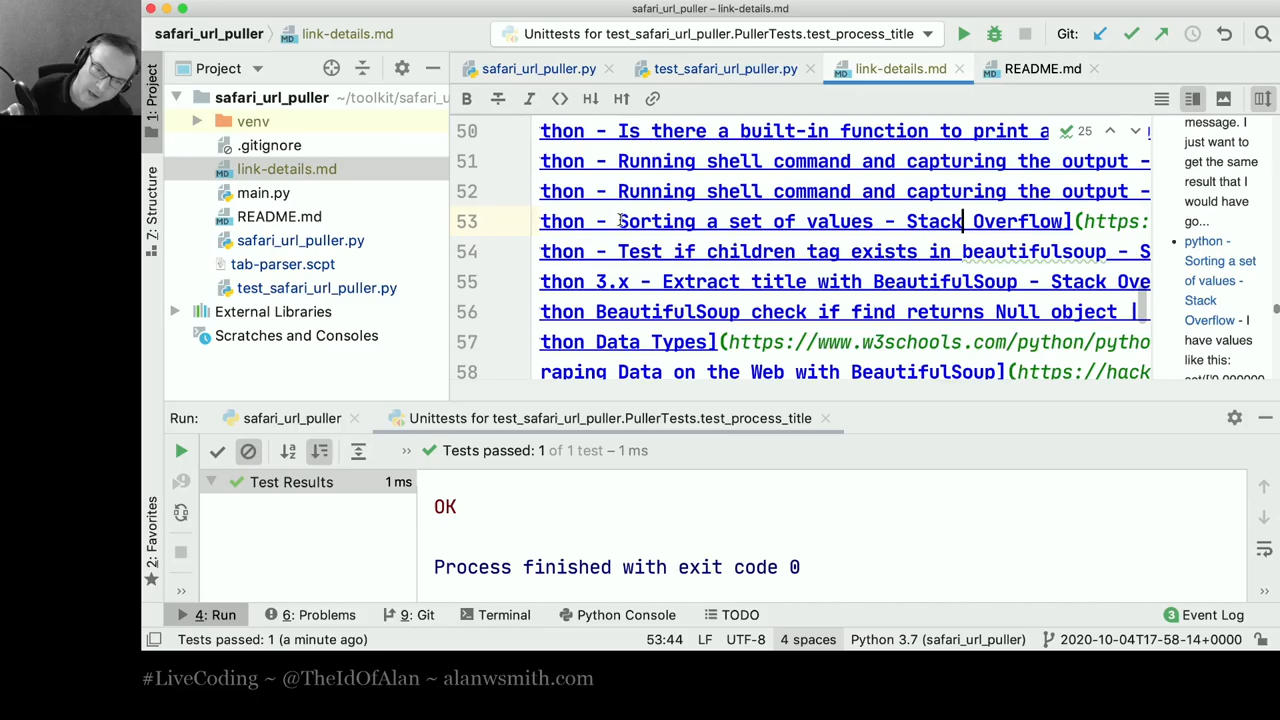 safari_url_puller – link-details.md
safari_url_puller link-details.md Unittests for test_safari_url_puller.PullerTests.test_process_title Git:
1: Project
Project
safari_url_puller.py test_safari_url_puller.py link-details.md README.md
safari_url_puller ~/toolkit/safari_u
venv
.gitignore
link-details.md
main.py
README.md
safari_url_puller.py
tab-parser.scpt
test_safari_url_puller.py
External Libraries
Scratches and Consoles
Z: Structure
2: Favorites
B I H↓ H↑
50 thon - Is there a built-in function to print a 25
51 thon - Running shell command and capturing the output -
52 thon - Running shell command and capturing the output -
53 thon - Sorting a set of values - Stack Overflow](https:
54 thon - Test if children tag exists in beautifulsoup - S
55 thon 3.x - Extract title with BeautifulSoup - Stack Ove
56 thon BeautifulSoup check if find returns Null object |
57 thon Data Types](https://www.w3schools.com/python/pytho
58 raping Data on the Web with BeautifulSoup](https://hack
message. I
just want to
get the same
result that I
would have
go...
• python -
Sorting a set
of values -
Stack
Overflow - I
have values
like this:
Run: safari_url_puller Unittests for test_safari_url_puller.PullerTests.test_process_title
Tests passed: 1 of 1 test – 1 ms
Test Results 1 ms
OK
Process finished with exit code 0
4: Run 6: Problems 9: Git Terminal Python Console TODO 3 Event Log
Tests passed: 1 (a minute ago) 53:44 LF UTF-8 4 spaces Python 3.7 (safari_url_puller) 2020-10-04T17-58-14+0000
#LiveCoding ~ @TheIdOfAlan ~ alanwsmith.com